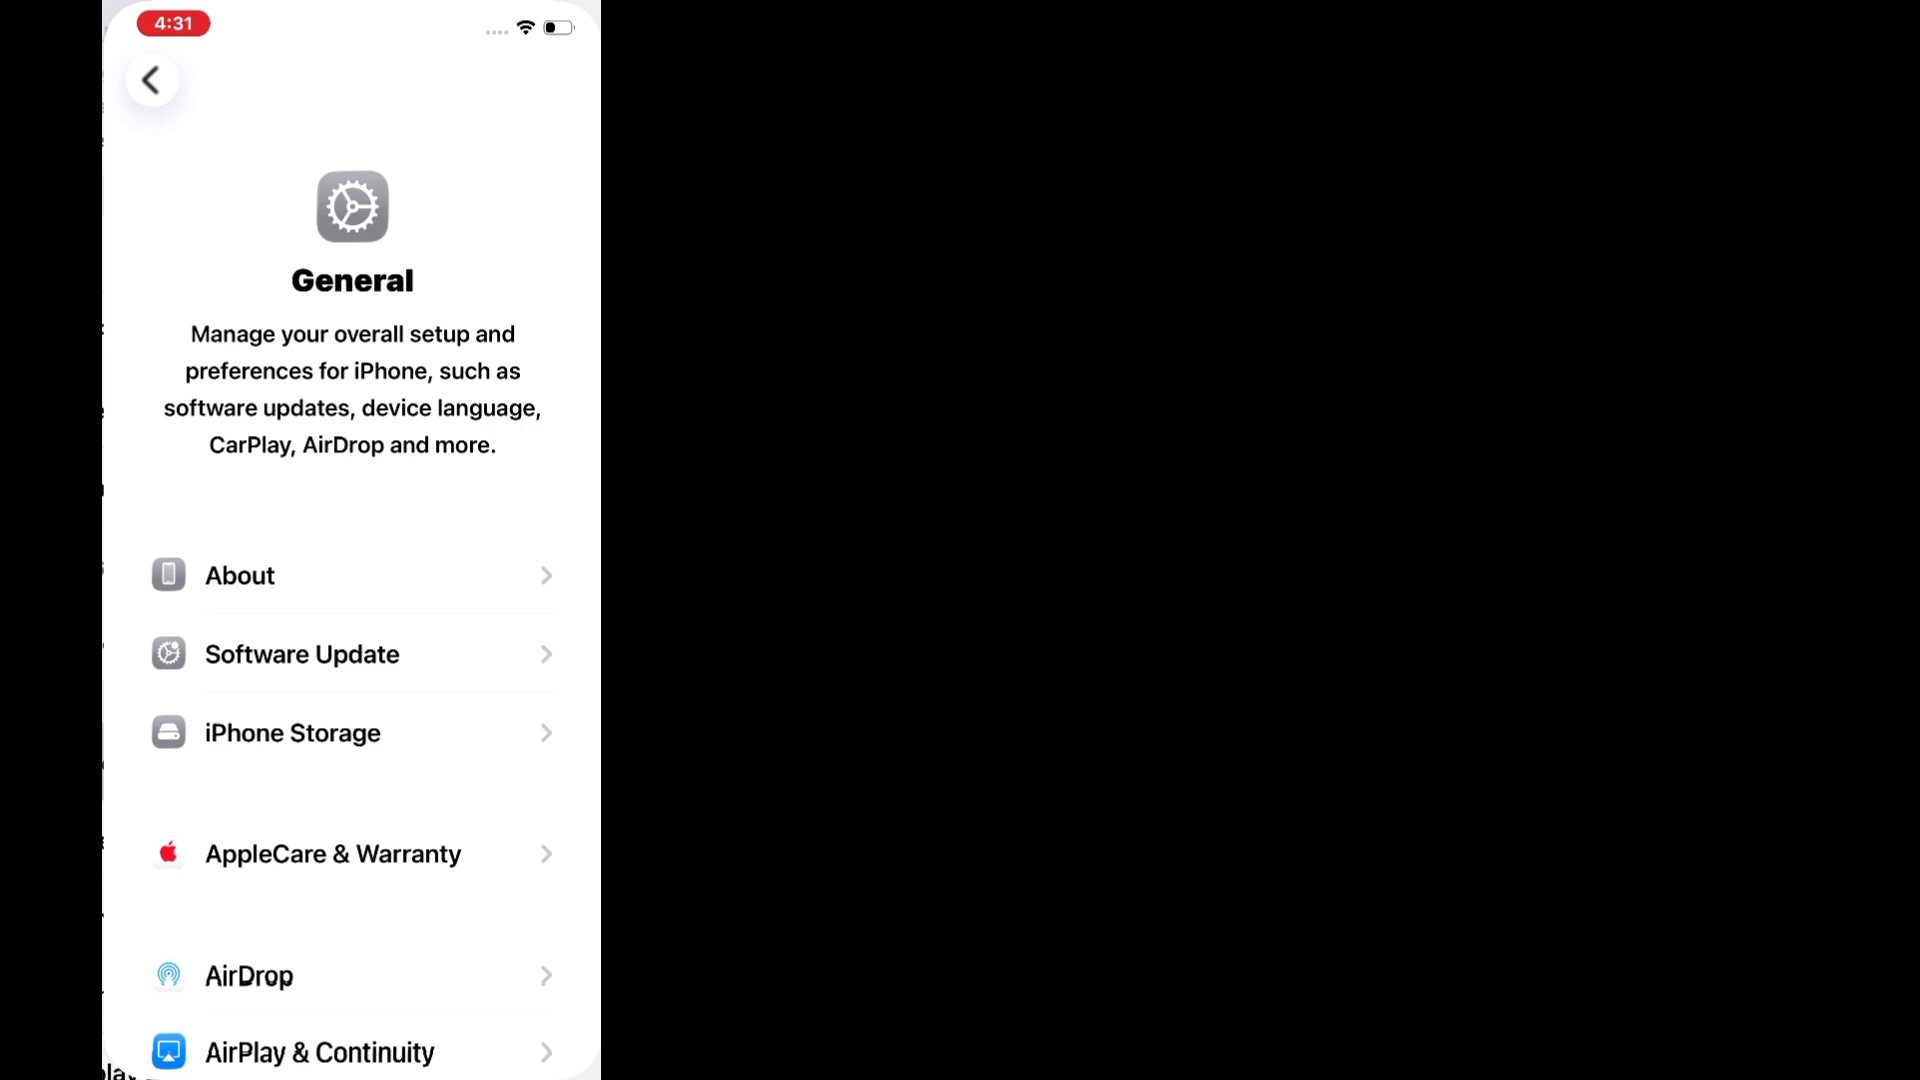 4:31
General
Manage your overall setup and
preferences for iPhone, such as
software updates, device language,
CarPlay, AirDrop and more.
About
Software Update
iPhone Storage
AppleCare & Warranty
AirDrop
AirPlay & Continuity